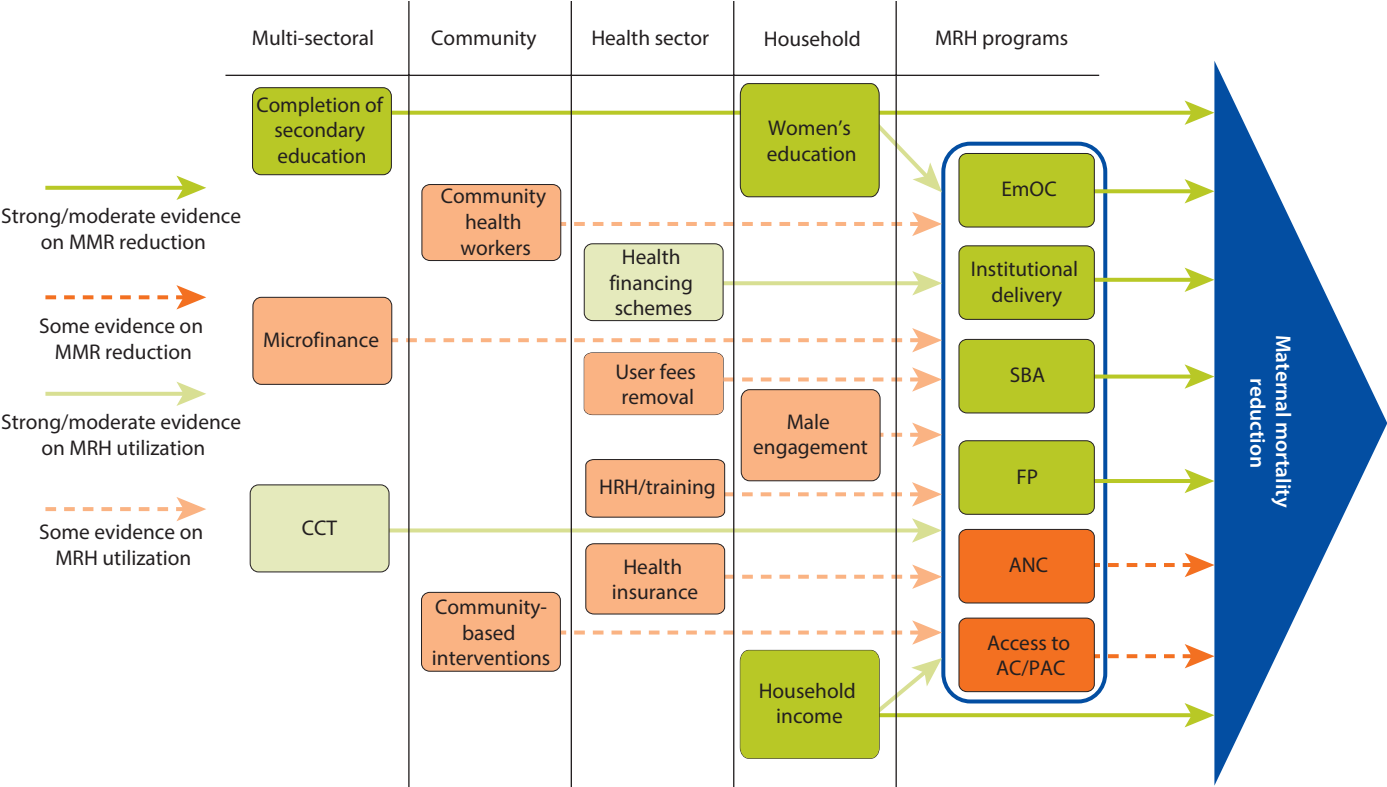 Multi-sectoral
Community
Health sector
Household
MRH programs
Strong/moderate evidence
on MMR reduction
Some evidence on
MMR reduction
Strong/moderate evidence
on MRH utilization
Some evidence on
MRH utilization
Completion of
secondary
education
Microfinance
CCT
Community
health
workers
Community-
based
interventions
Health
financing
schemes
User fees
removal
HRH/training
Health
insurance
Women's
education
Male
engagement
Household
income
EmOC
Institutional
delivery
SBA
FP
ANC
Access to
AC/PAC
Maternal mortality
reduction